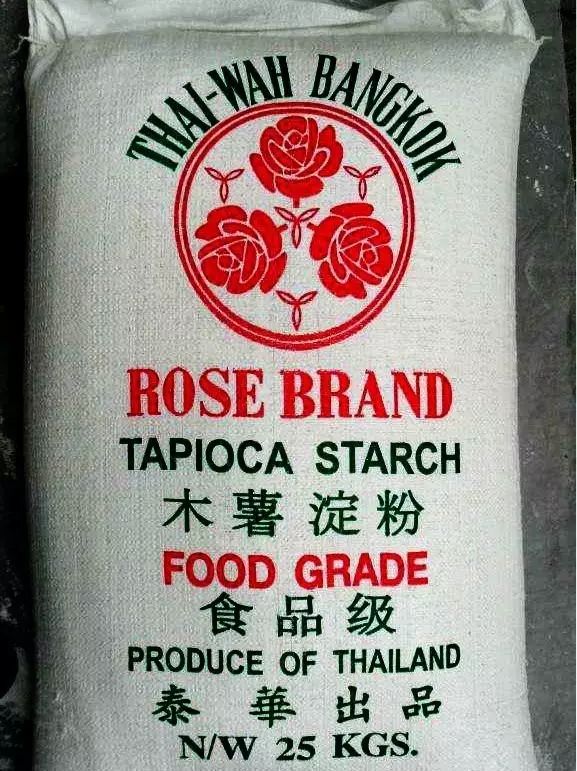 THAI-WAH BANGKOK
ROSE BRAND
TAPIOCA STARCH
木薯淀粉
FOOD GRADE
食品级
PRODUCE OF THAILAND
泰華出品
N/W 25 KGS.